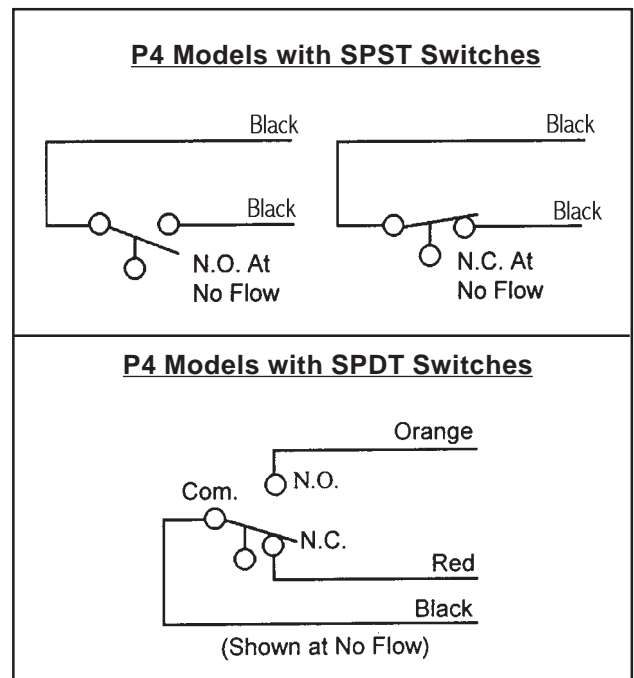 P4 Models with SPST Switches
Black
Black
Black
Black
N.O. At
No Flow
N.C. At
No Flow
P4 Models with SPDT Switches
Orange
N.O.
Com.
N.C.
Red
Black
(Shown at No Flow)